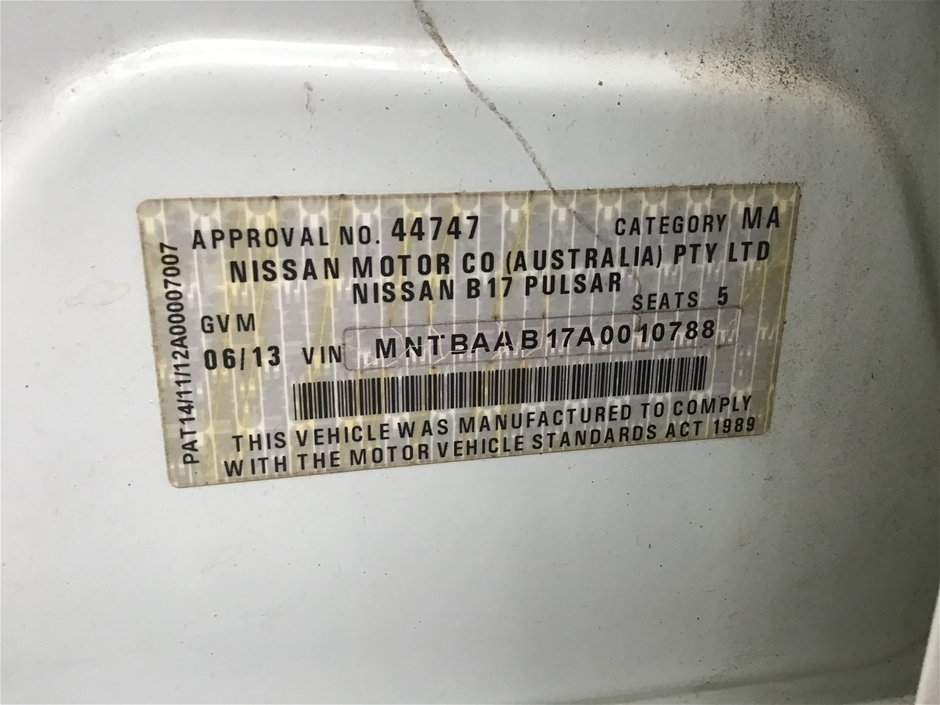 APPROVAL NO. 44747 CATEGORY MA
NISSAN MOTOR CO (AUSTRALIA) PTY LTD
NISSAN B17 PULSAR
GVM SEATS 5
06/13 VIN MNTBAAB17A0010788
THIS VEHICLE WAS MANUFACTURED TO COMPLY
WITH THE MOTOR VEHICLE STANDARDS ACT 1989
PAT14/11/12A00007007